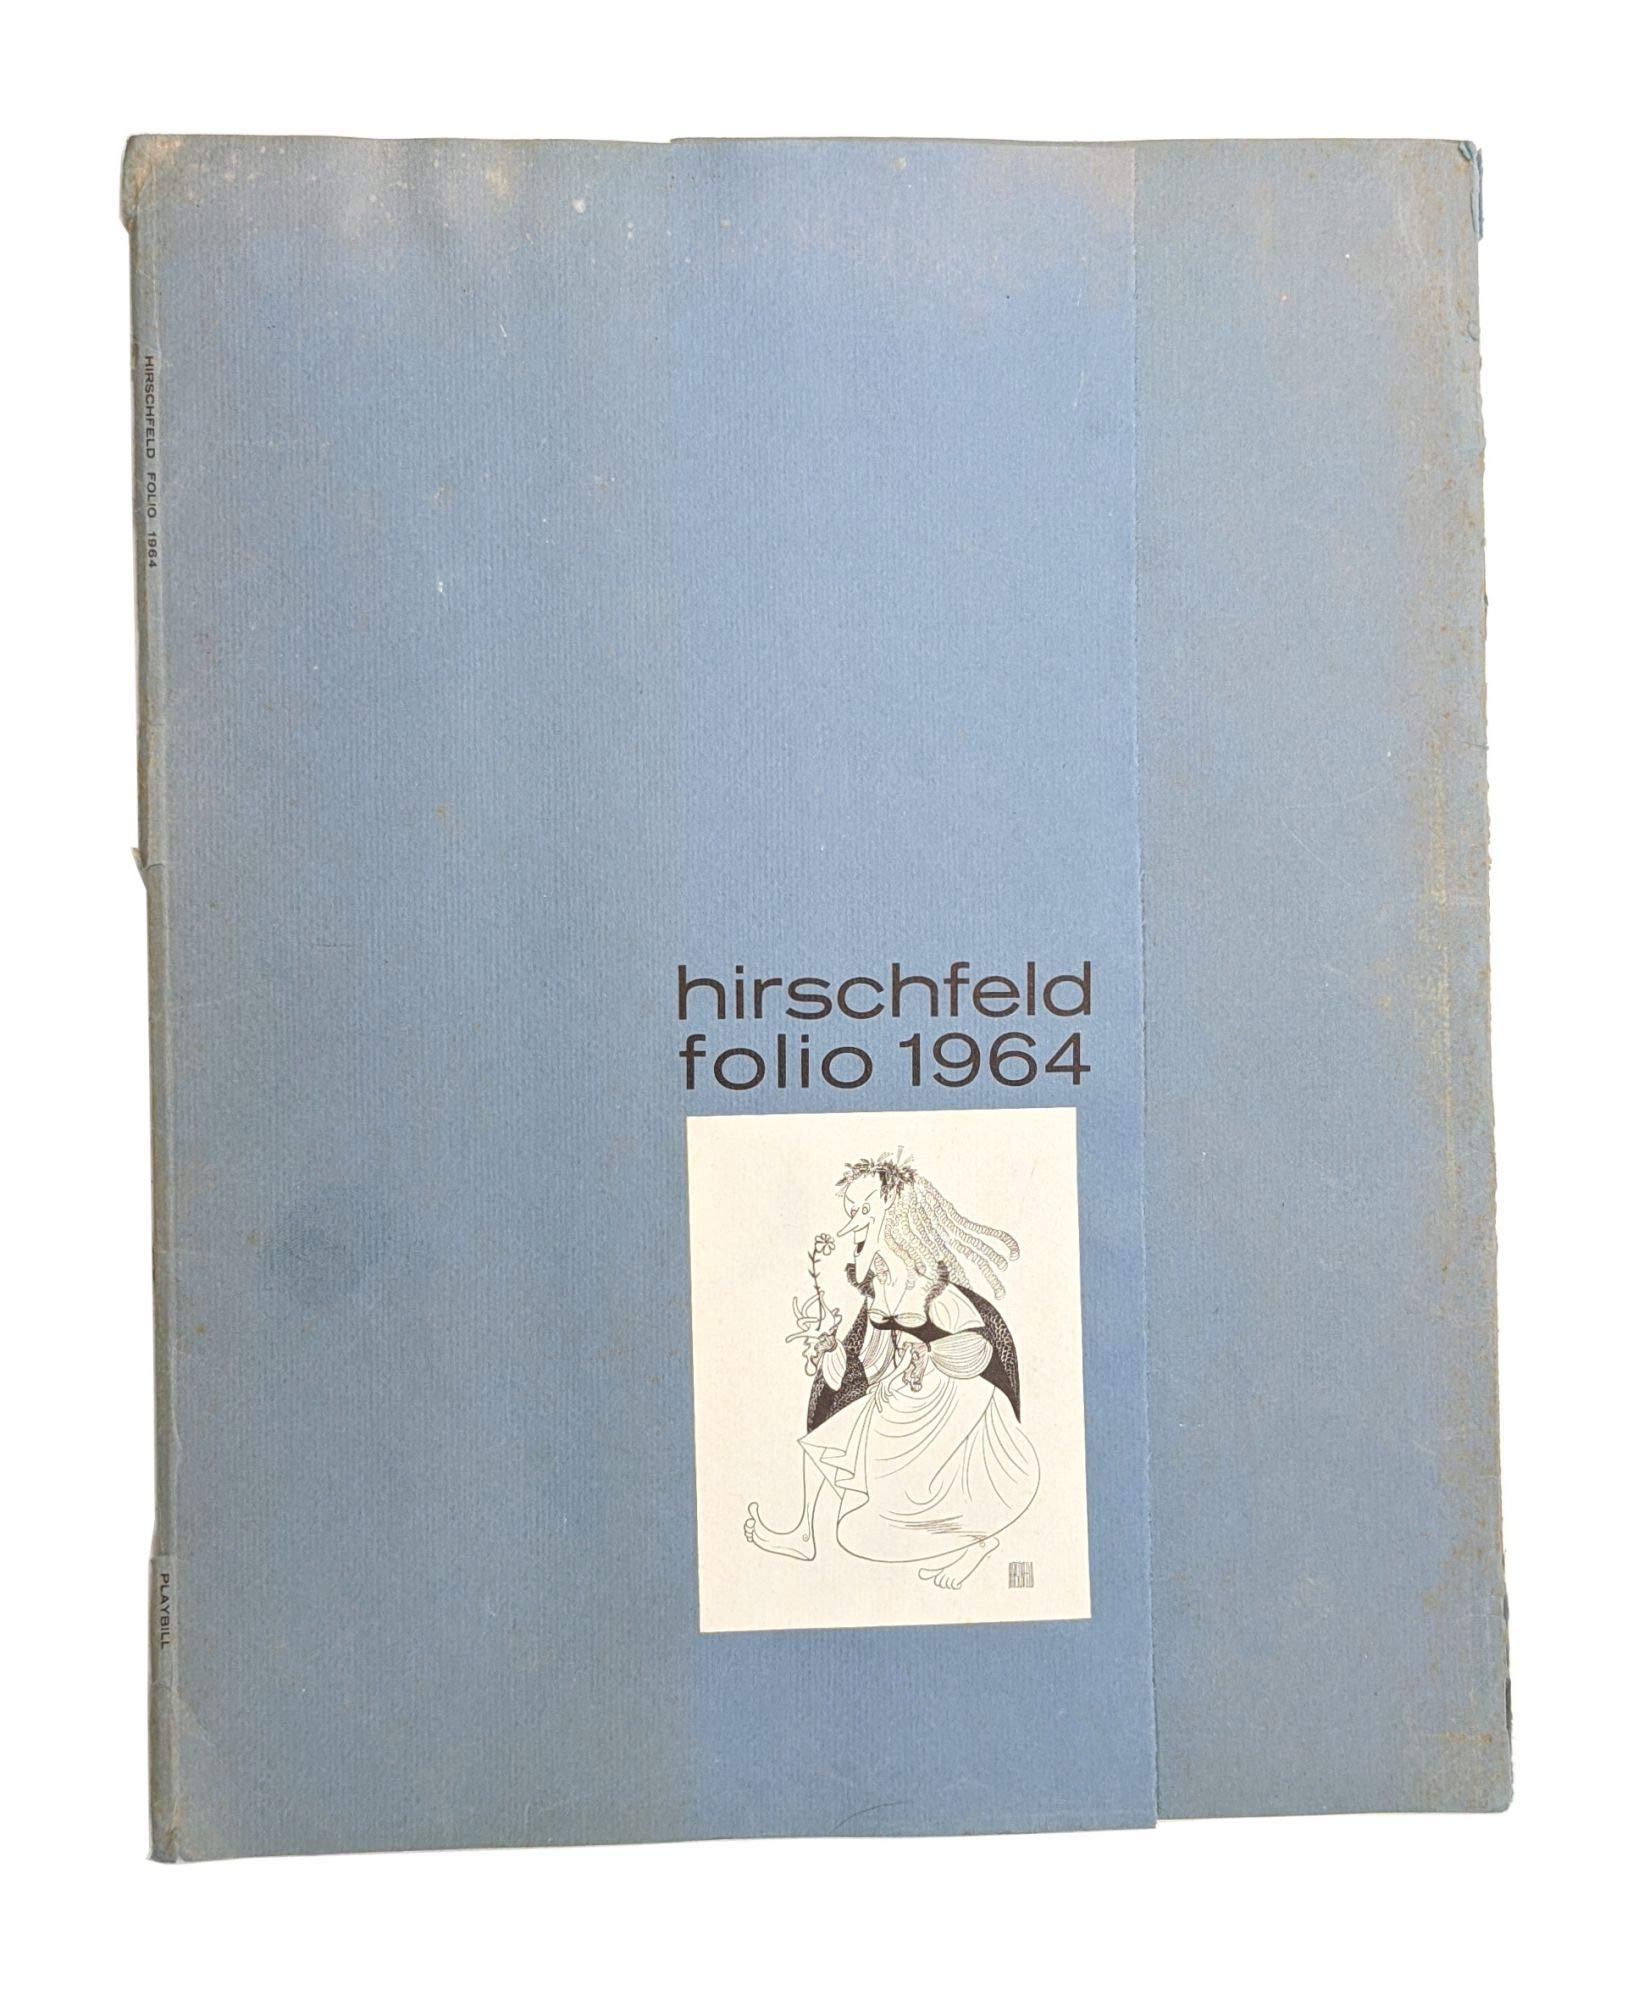 HIRSCHFELD FOLIO 1964
hirschfeld
folio 1964
PLAYBILL
HIRSCHFELD